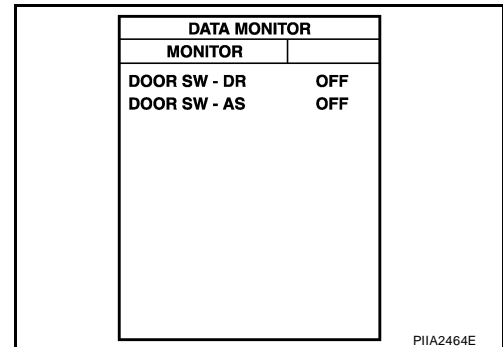 DATA MONITOR
MONITOR
DOOR SW - DR OFF
DOOR SW - AS OFF
PIIA2464E